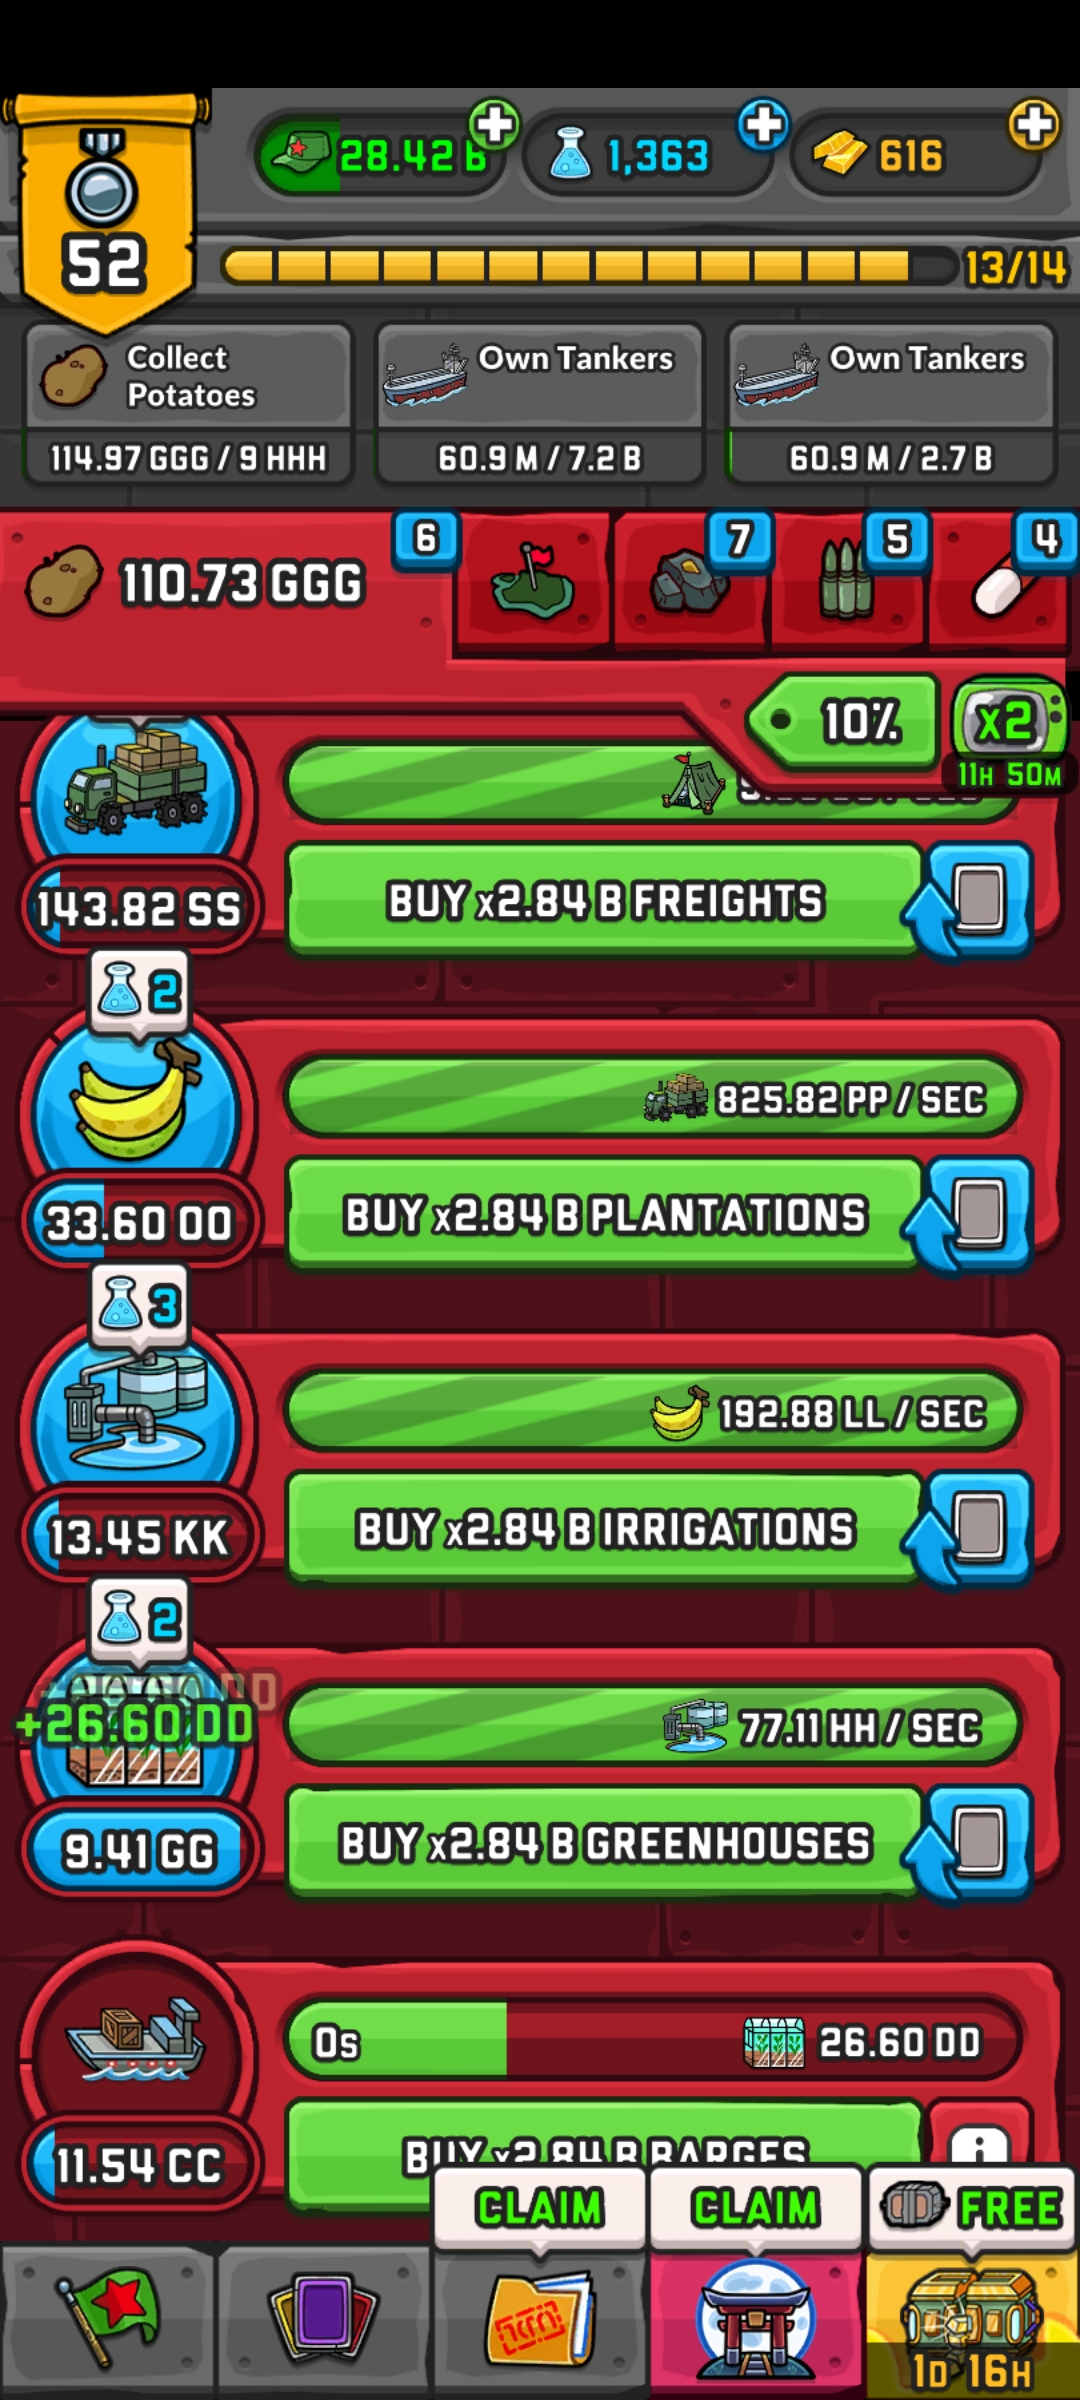 28.42 B
1,363
616
52
13/14
Collect
Potatoes
114.97 GGG / 9 HHH
Own Tankers
60.9 M / 7.2 B
Own Tankers
60.9 M / 2.7 B
110.73 GGG
6
7
5
4
10%
x2
11H 50M
143.82 SS
BUY x2.84 B FREIGHTS
2
825.82 PP / SEC
33.60 OO
BUY x2.84 B PLANTATIONS
3
192.88 LL / SEC
13.45 KK
BUY x2.84 B IRRIGATIONS
2
+26.60 DD
77.11 HH / SEC
9.41 GG
BUY x2.84 B GREENHOUSES
0s
26.60 DD
11.54 CC
BUY x2.84 B BARGES
CLAIM
CLAIM
FREE
1D 16H